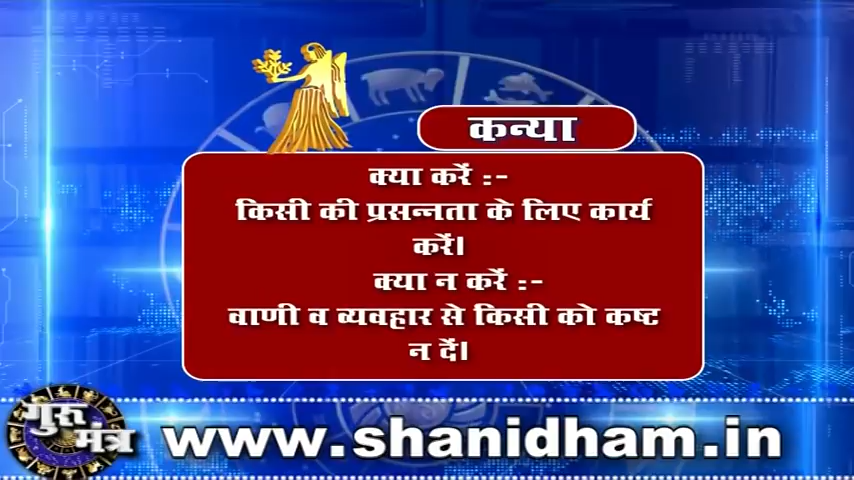 कन्या
क्या करें :-
किसी की प्रसन्नता के लिए कार्य
करें।
क्या न करें :-
वाणी व व्यवहार से किसी को कष्ट
न दें।
गुरु
मंत्र
www.shanidham.in